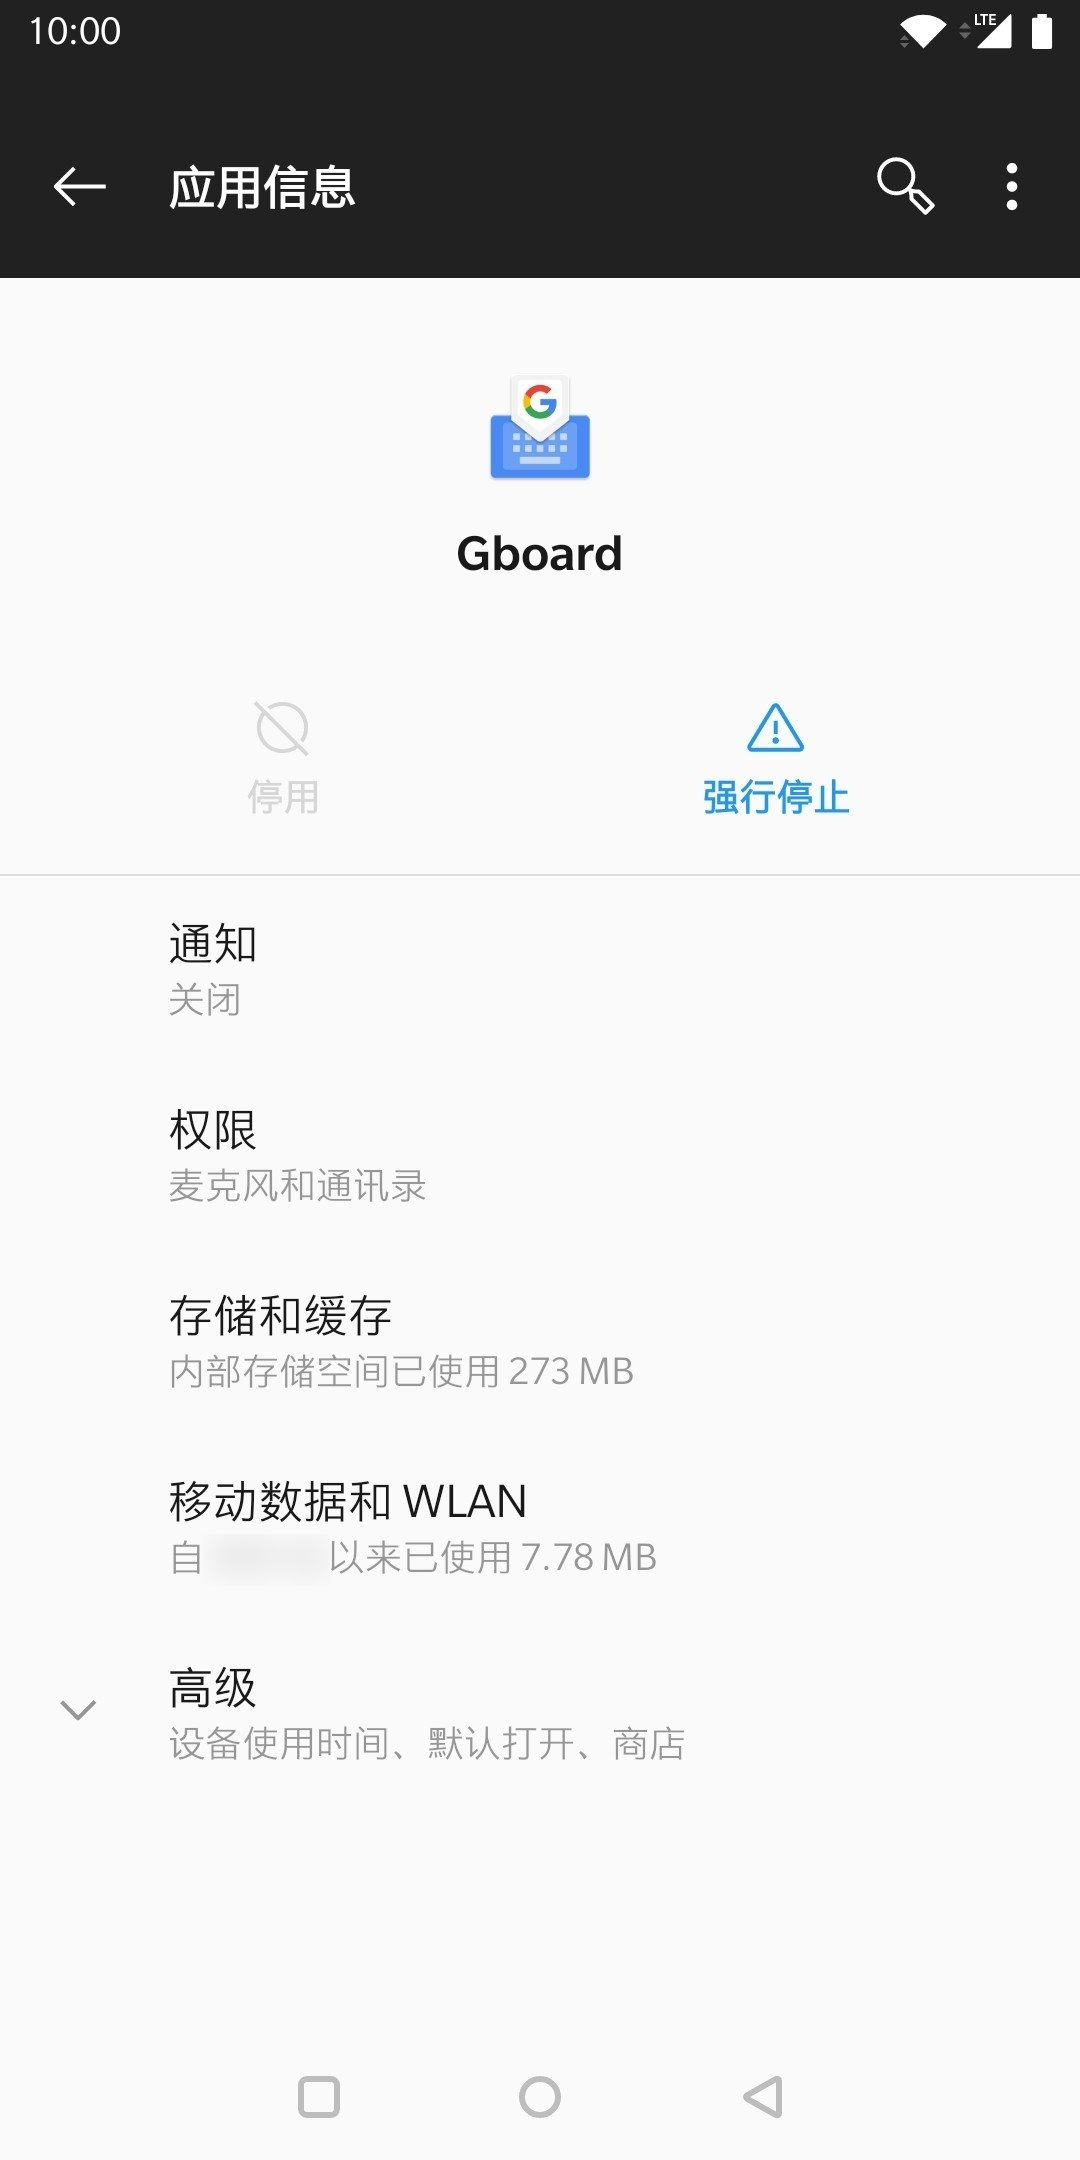 10:00
LTE
应用信息
G
Gboard
停用
强行停止
通知
关闭
权限
麦克风和通讯录
存储和缓存
内部存储空间已使用 273 MB
移动数据和 WLAN
自 以来已使用 7.78 MB
高级
设备使用时间、默认打开、商店